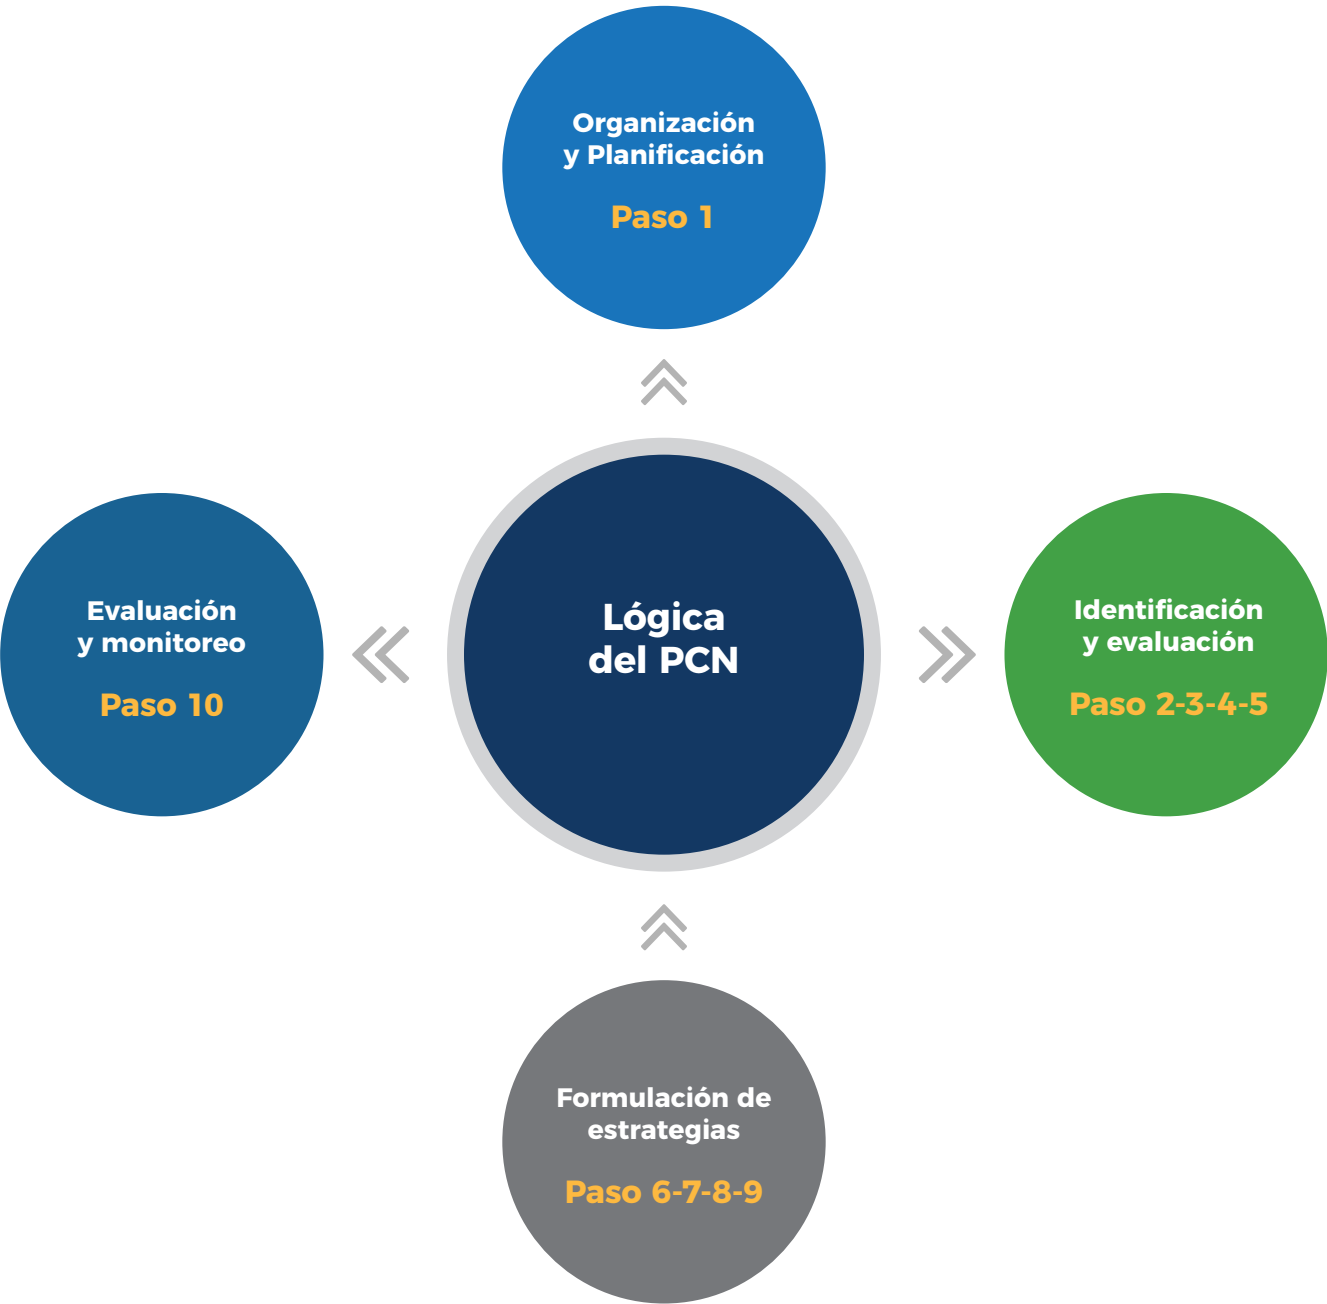 Organización
y Planificación
Paso 1
Evaluación
y monitoreo
Paso 10
Lógica
del PCN
Identificación
y evaluación
Paso 2-3-4-5
Formulación de
estrategias
Paso 6-7-8-9